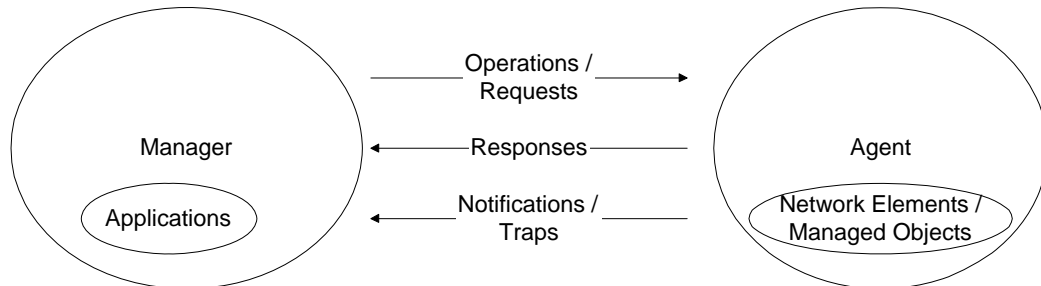 Operations /
Requests
Manager
Responses
Agent
Applications
Notifications /
Traps
Network Elements /
Managed Objects